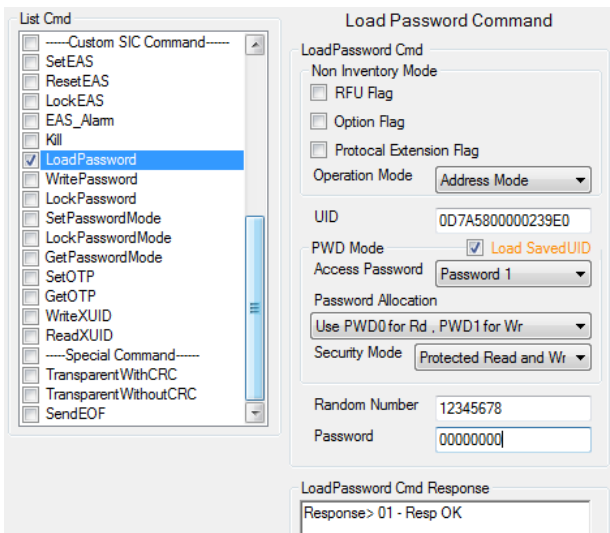 List Cmd
------Custom SIC Command------
SetEAS
ResetEAS
LockEAS
EAS_Alarm
Kill
LoadPassword
WritePassword
LockPassword
SetPasswordMode
LockPasswordMode
GetPasswordMode
SetOTP
GetOTP
WriteXUID
ReadXUID
-----Special Command------
TransparentWithCRC
TransparentWithoutCRC
SendEOF
Load Password Command
LoadPassword Cmd
Non Inventory Mode
RFU Flag
Option Flag
Protocal Extension Flag
Operation Mode Address Mode
UID 0D7A5800000239E0
PWD Mode Load SavedUID
Access Password Password 1
Password Allocation
Use PWD0 for Rd , PWD1 for Wr
Security Mode Protected Read and Wr
Random Number 12345678
Password 00000000
LoadPassword Cmd Response
Response> 01 - Resp OK